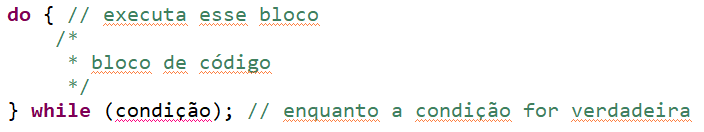 do { // executa esse bloco
/*
* bloco de código
*/
} while (condição); // enquanto a condição for verdadeira